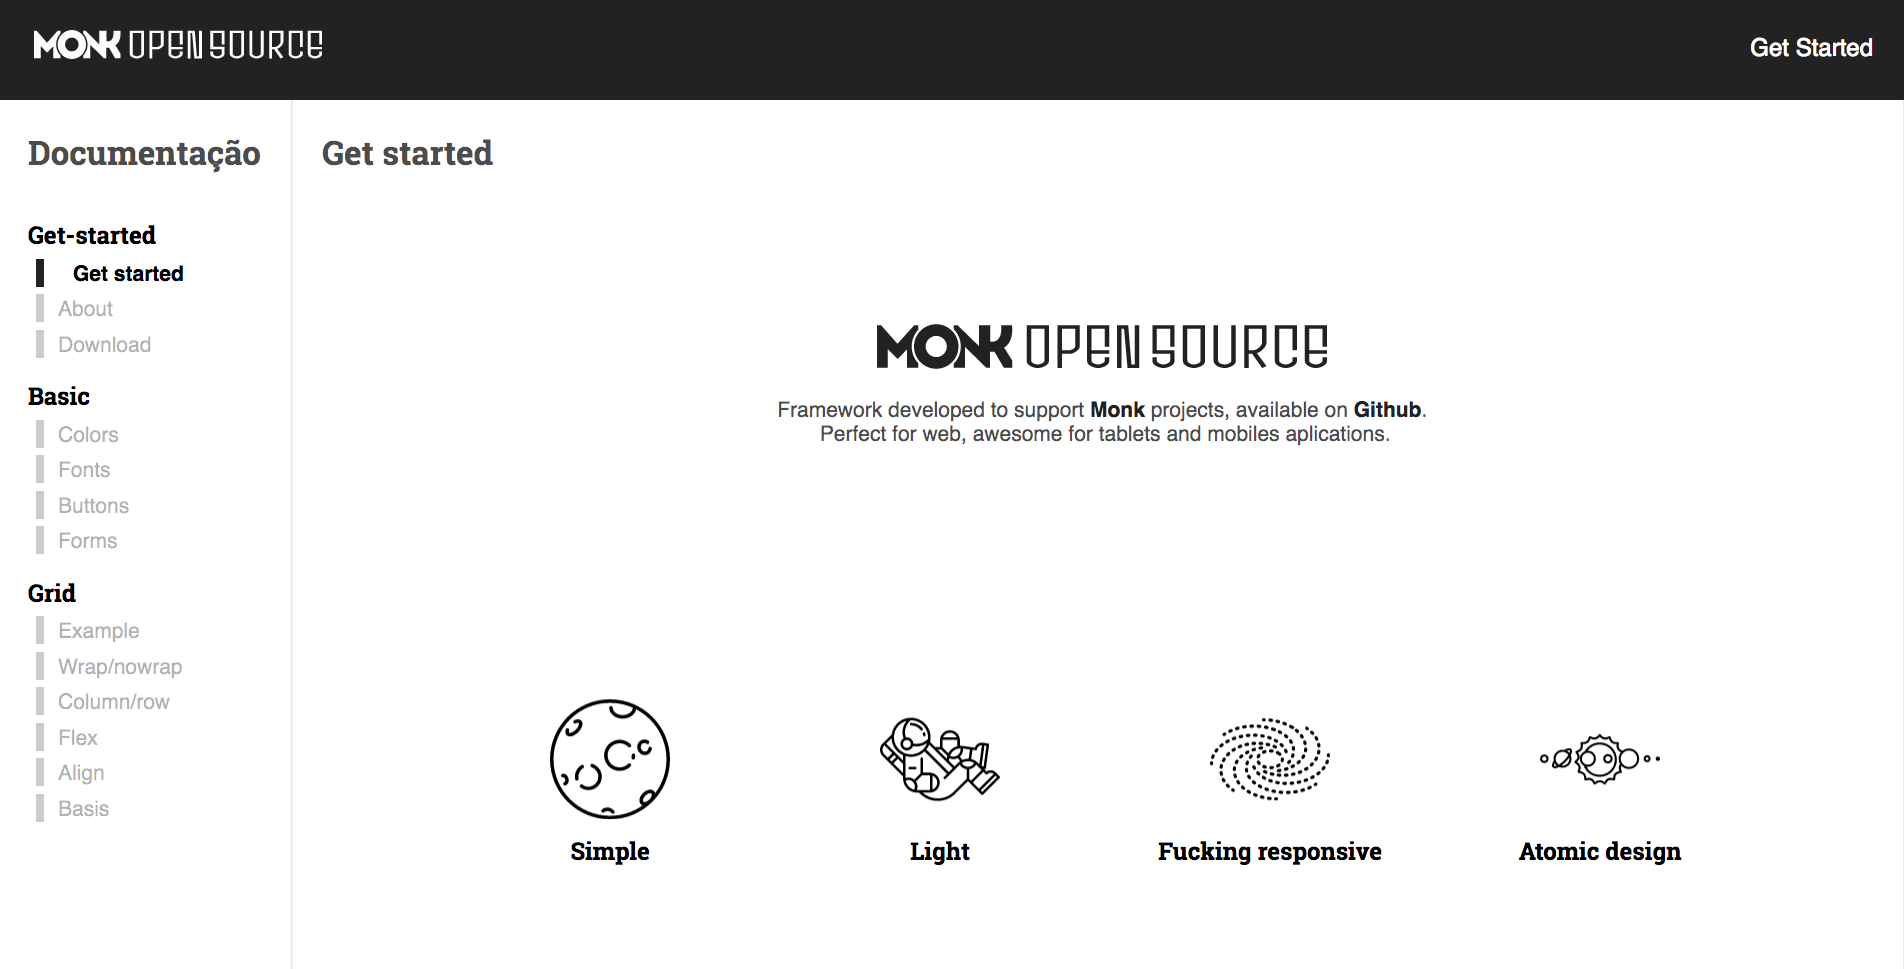 MONK OPEN SOURCE
Get Started
Documentação
Get-started
Get started
About
Download
Basic
Colors
Fonts
Buttons
Forms
Grid
Example
Wrap/nowrap
Column/row
Flex
Align
Basis
Get started
MONK OPEN SOURCE
Framework developed to support Monk projects, available on Github.
Perfect for web, awesome for tablets and mobiles aplications.
Simple
Light
Fucking responsive
Atomic design